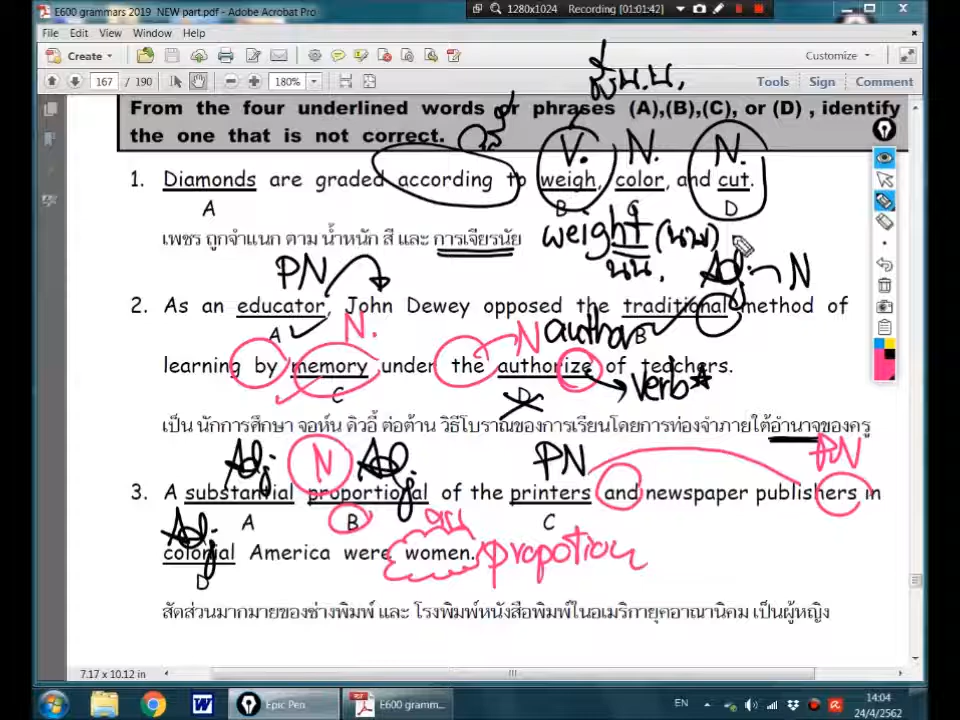 E600 grammars 2019 NEW part.pdf - Adobe Acrobat Pro
1280x1024 Recording [01:01:42]
File Edit View Window Help
Create Customize
167 / 190 180% Tools Sign Comment
From the four underlined words or phrases (A),(B),(C), or (D) , identify
the one that is not correct.
V. N. N.
1. Diamonds are graded according to weigh, color, and cut.
A B C D
เพชร ถูกจำแนก ตาม น้ำหนัก สี และ การเจียรนัย
weight (นน)
นน.
PN Adj N
2. As an educator, John Dewey opposed the traditional method of
A B
N. N author
learning by memory under the authorize of teachers.
C D
Verb*
เป็น นักการศึกษา จอห์น ดิวอี้ ต่อต้าน วิธีโบราณของการเรียนโดยการท่องจำภายใต้อำนาจของครู
Adj N Adj PN PN
3. A substantial proportional of the printers and newspaper publishers in
A B C
Adj
colonial America were women. propotion
D
สัดส่วนมากมายของช่างพิมพ์ และ โรงพิมพ์หนังสือพิมพ์ในอเมริกายุคอาณานิคม เป็นผู้หญิง
7.17 x 10.12 in
Epic Pen E600 gramm... EN 14:04
24/4/2562